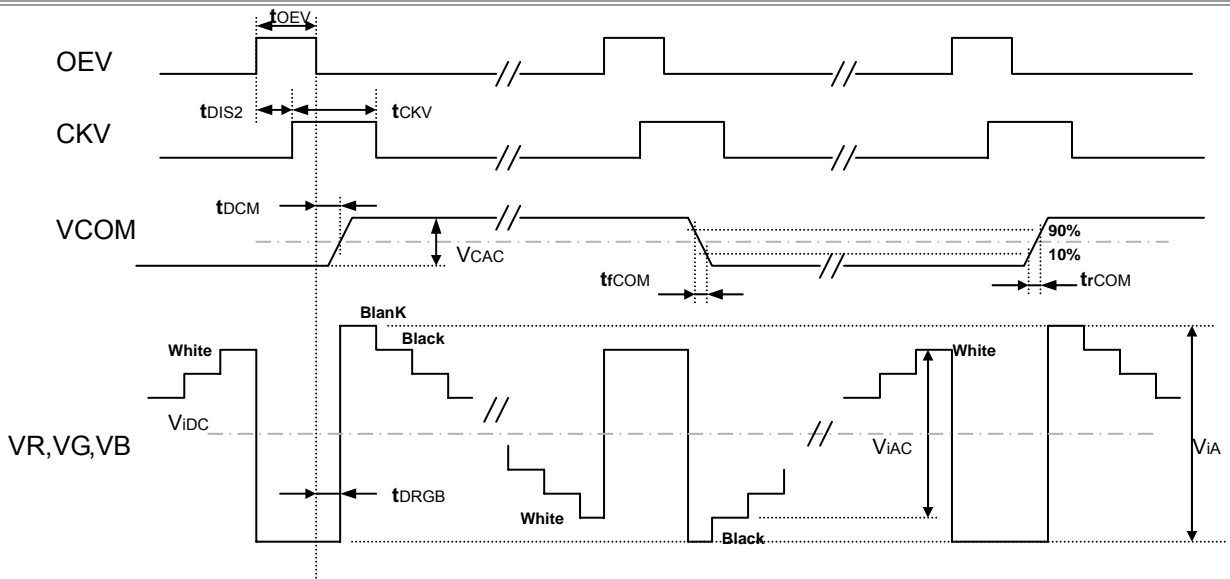 tOEV
OEV
tDIS2
tCKV
CKV
tDCM
VCOM
VCAC
90%
10%
tfCOM
trCOM
BlanK
White
Black
White
ViDC
VR,VG,VB
ViAC
ViA
tDRGB
White
Black